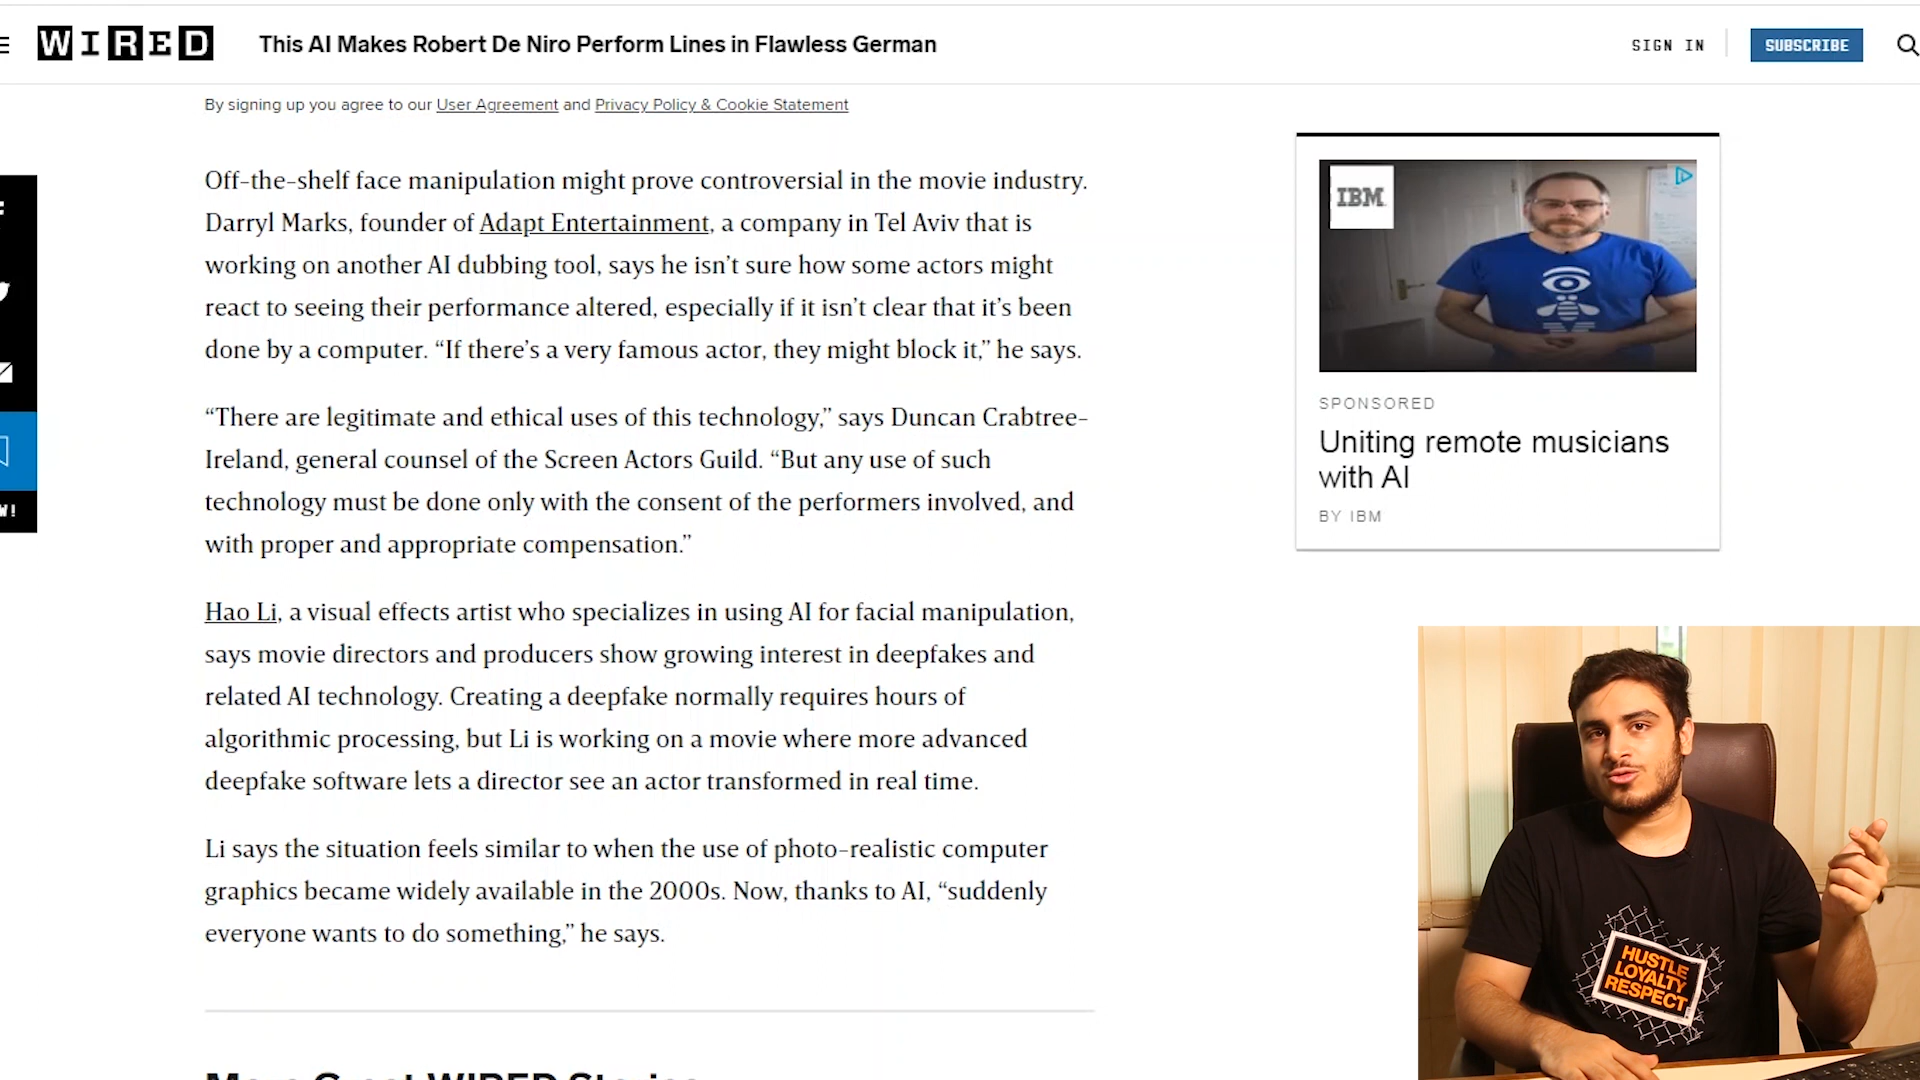 WIRED
This AI Makes Robert De Niro Perform Lines in Flawless German
SIGN IN
SUBSCRIBE
By signing up you agree to our User Agreement and Privacy Policy & Cookie Statement
Off-the-shelf face manipulation might prove controversial in the movie industry.
Darryl Marks, founder of Adapt Entertainment, a company in Tel Aviv that is
working on another AI dubbing tool, says he isn’t sure how some actors might
react to seeing their performance altered, especially if it isn’t clear that it’s been
done by a computer. “If there’s a very famous actor, they might block it,” he says.
“There are legitimate and ethical uses of this technology,” says Duncan Crabtree-
Ireland, general counsel of the Screen Actors Guild. “But any use of such
technology must be done only with the consent of the performers involved, and
with proper and appropriate compensation.”
Hao Li, a visual effects artist who specializes in using AI for facial manipulation,
says movie directors and producers show growing interest in deepfakes and
related AI technology. Creating a deepfake normally requires hours of
algorithmic processing, but Li is working on a movie where more advanced
deepfake software lets a director see an actor transformed in real time.
Li says the situation feels similar to when the use of photo-realistic computer
graphics became widely available in the 2000s. Now, thanks to AI, “suddenly
everyone wants to do something,” he says.
More Great WIRED Stories
W!
IBM
SPONSORED
Uniting remote musicians
with AI
BY IBM
HUSTLE
LOYALTY
RESPECT